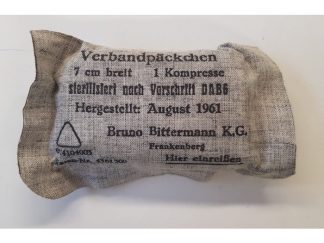 Verbandpäckchen
7 cm breit 1 Kompresse
sterilisiert nach Vorschrift DAB6
Hergestellt: August 1961
Bruno Bittermann K.G.
Frankenberg
Hier einreißen